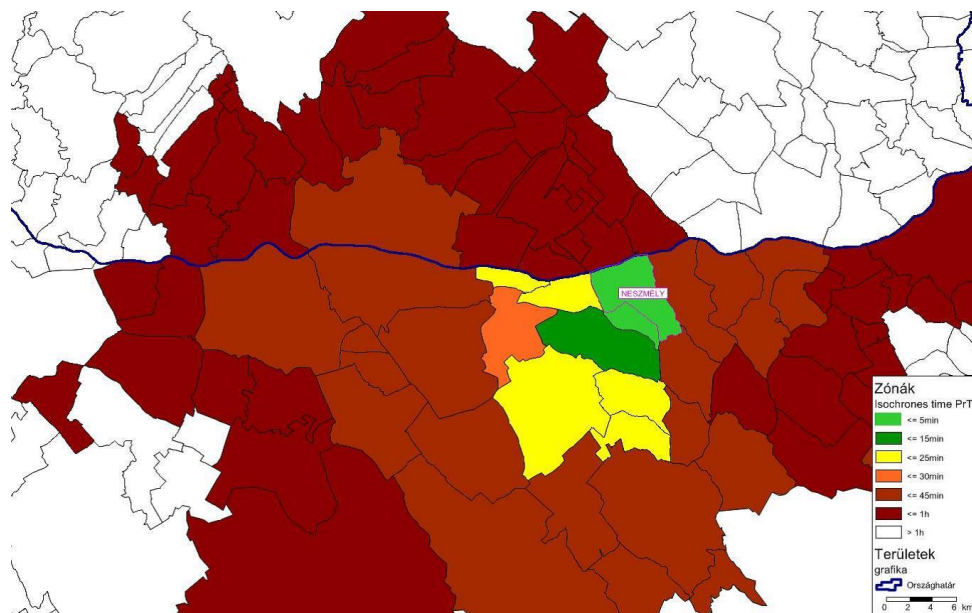 NESZMÉLY
Zónák
Isochrones time PrT
<= 5min
<= 15min
<= 25min
<= 30min
<= 45min
<= 1h
> 1h
Területek
grafika
Országhatár
0 2 4 6 km